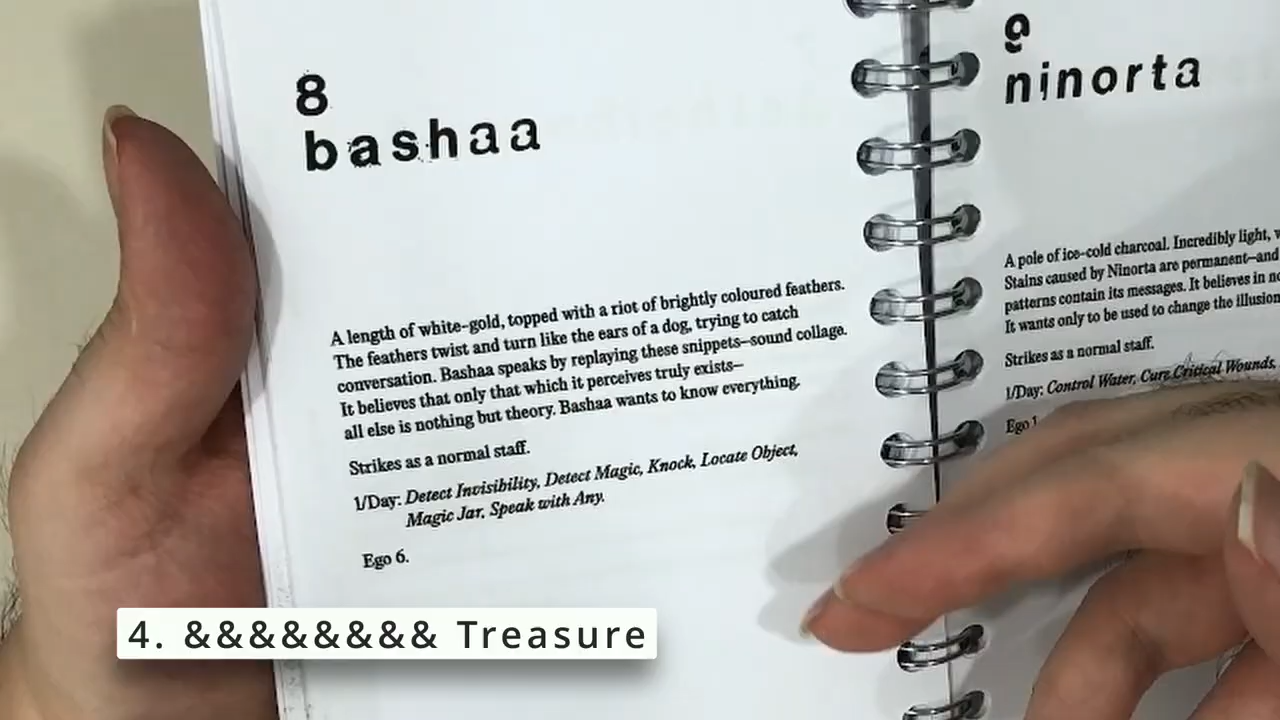 8
bashaa
A length of white-gold, topped with a riot of brightly coloured feathers.
The feathers twist and turn like the ears of a dog, trying to catch
conversation. Bashaa speaks by replaying these snippets—sound collage.
It believes that only that which it perceives truly exists—
all else is nothing but theory. Bashaa wants to know everything.
Strikes as a normal staff.
1/Day: Detect Invisibility, Detect Magic, Knock, Locate Object,
Magic Jar, Speak with Any.
Ego 6.
9
ninorta
A pole of ice-cold charcoal. Incredibly light,
Stains caused by Ninorta are permanent—and
patterns contain its messages. It believes in
It wants only to be used to change the
Strikes as a normal staff.
1/Day: Control Water, Cure Critical Wounds,
Ego
4. &&&&&&&& Treasure